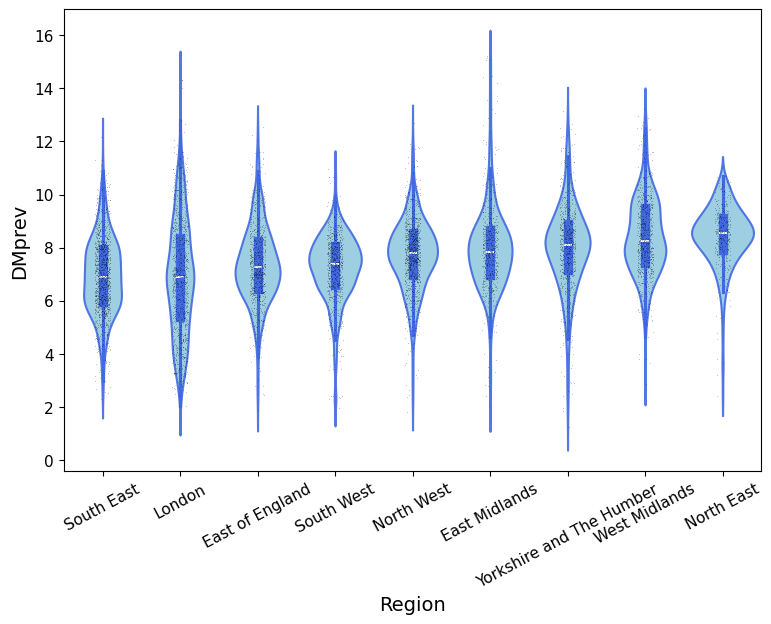 16
14
12
10
8
6
4
2
0
DMprev
South East
London
East of England
South West
North West
East Midlands
Yorkshire and The Humber
West Midlands
North East
Region